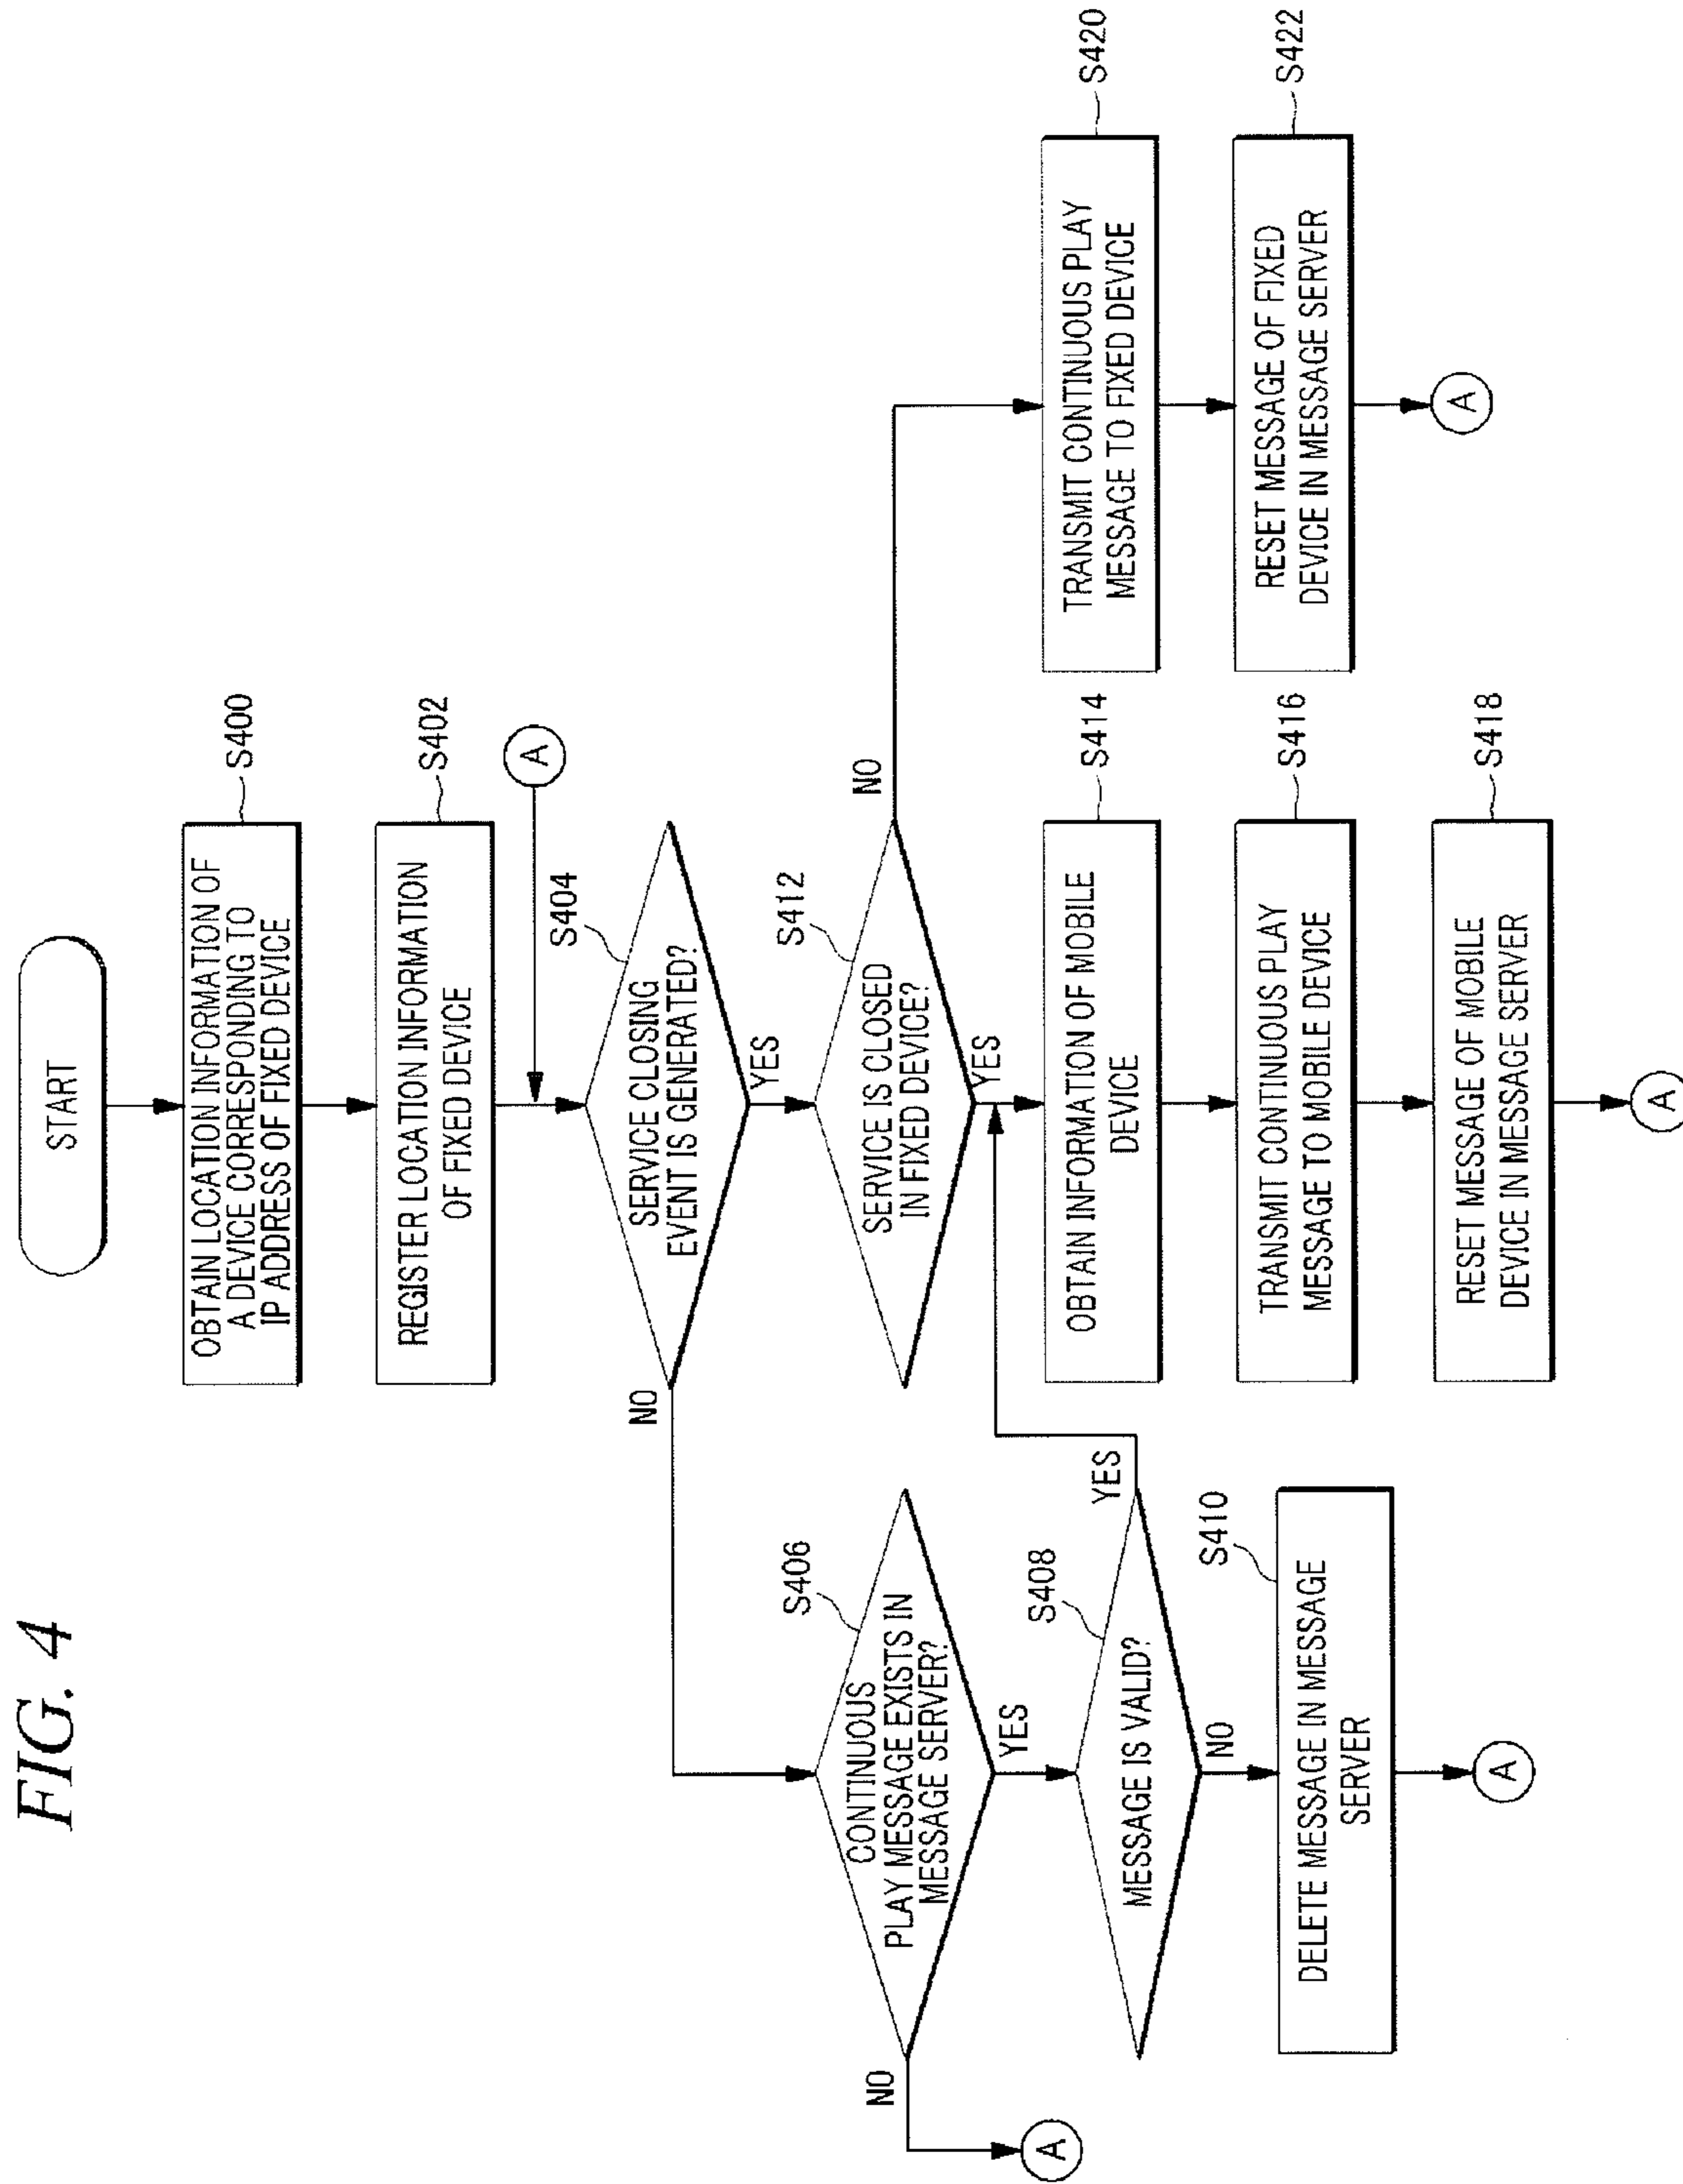 FIG. 4
START
OBTAIN LOCATION INFORMATION OF
A DEVICE CORRESPONDING TO
IP ADDRESS OF FIXED DEVICE
S400
REGISTER LOCATION INFORMATION
OF FIXED DEVICE
S402
A
SERVICE CLOSING
EVENT IS GENERATED?
S404
NO
YES
CONTINUOUS
PLAY MESSAGE EXISTS IN
MESSAGE SERVER?
S406
NO
A
YES
MESSAGE IS VALID?
S408
YES
NO
DELETE MESSAGE IN MESSAGE
SERVER
S410
A
SERVICE IS CLOSED
IN FIXED DEVICE?
S412
NO
YES
OBTAIN INFORMATION OF MOBILE
DEVICE
S414
TRANSMIT CONTINUOUS PLAY
MESSAGE TO MOBILE DEVICE
S416
RESET MESSAGE OF MOBILE
DEVICE IN MESSAGE SERVER
S418
A
TRANSMIT CONTINUOUS PLAY
MESSAGE TO FIXED DEVICE
S420
RESET MESSAGE OF FIXED
DEVICE IN MESSAGE SERVER
S422
A